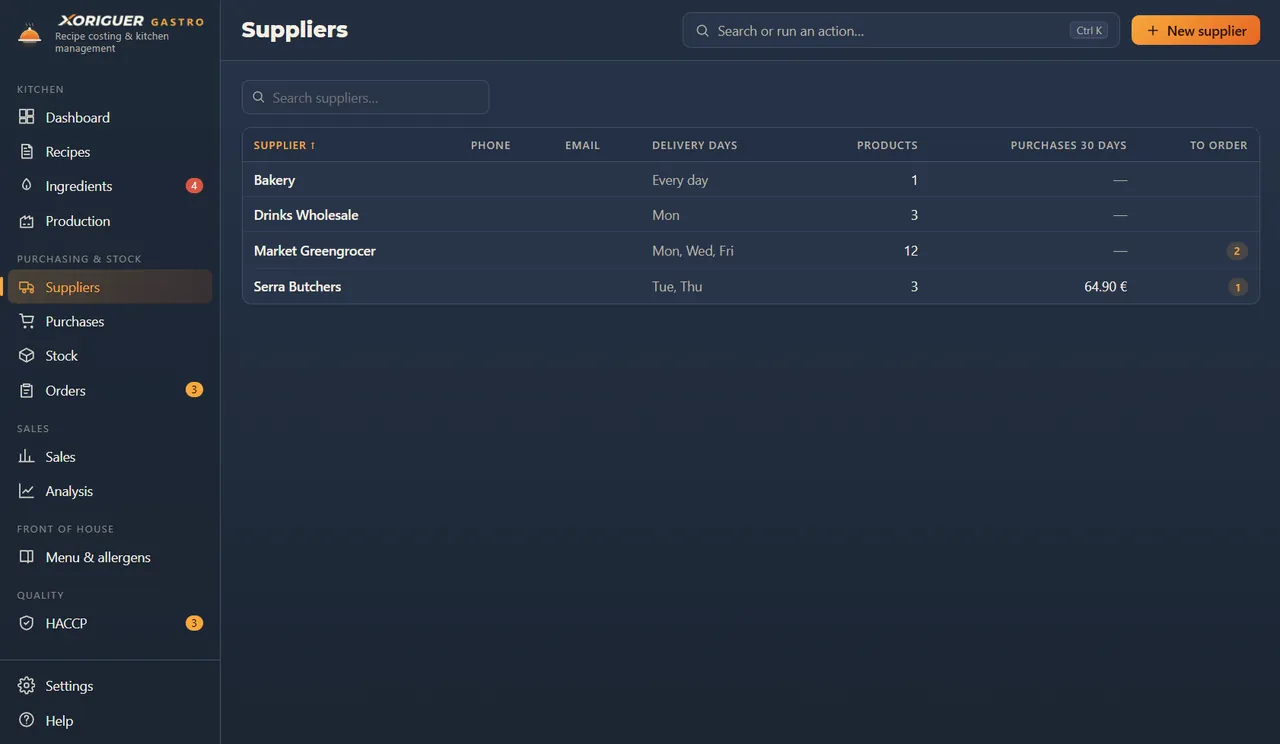 XORIGUER GASTRO
Recipe costing & kitchen
management
KITCHEN
Dashboard
Recipes
Ingredients 4
Production
PURCHASING & STOCK
Suppliers
Purchases
Stock
Orders 3
SALES
Sales
Analysis
FRONT OF HOUSE
Menu & allergens
QUALITY
HACCP 3
Settings
Help
Suppliers
Search or run an action... Ctrl K
+ New supplier
Search suppliers...
SUPPLIER ↑ PHONE EMAIL DELIVERY DAYS PRODUCTS PURCHASES 30 DAYS TO ORDER
Bakery Every day 1 —
Drinks Wholesale Mon 3 —
Market Greengrocer Mon, Wed, Fri 12 — 2
Serra Butchers Tue, Thu 3 64.90 € 1